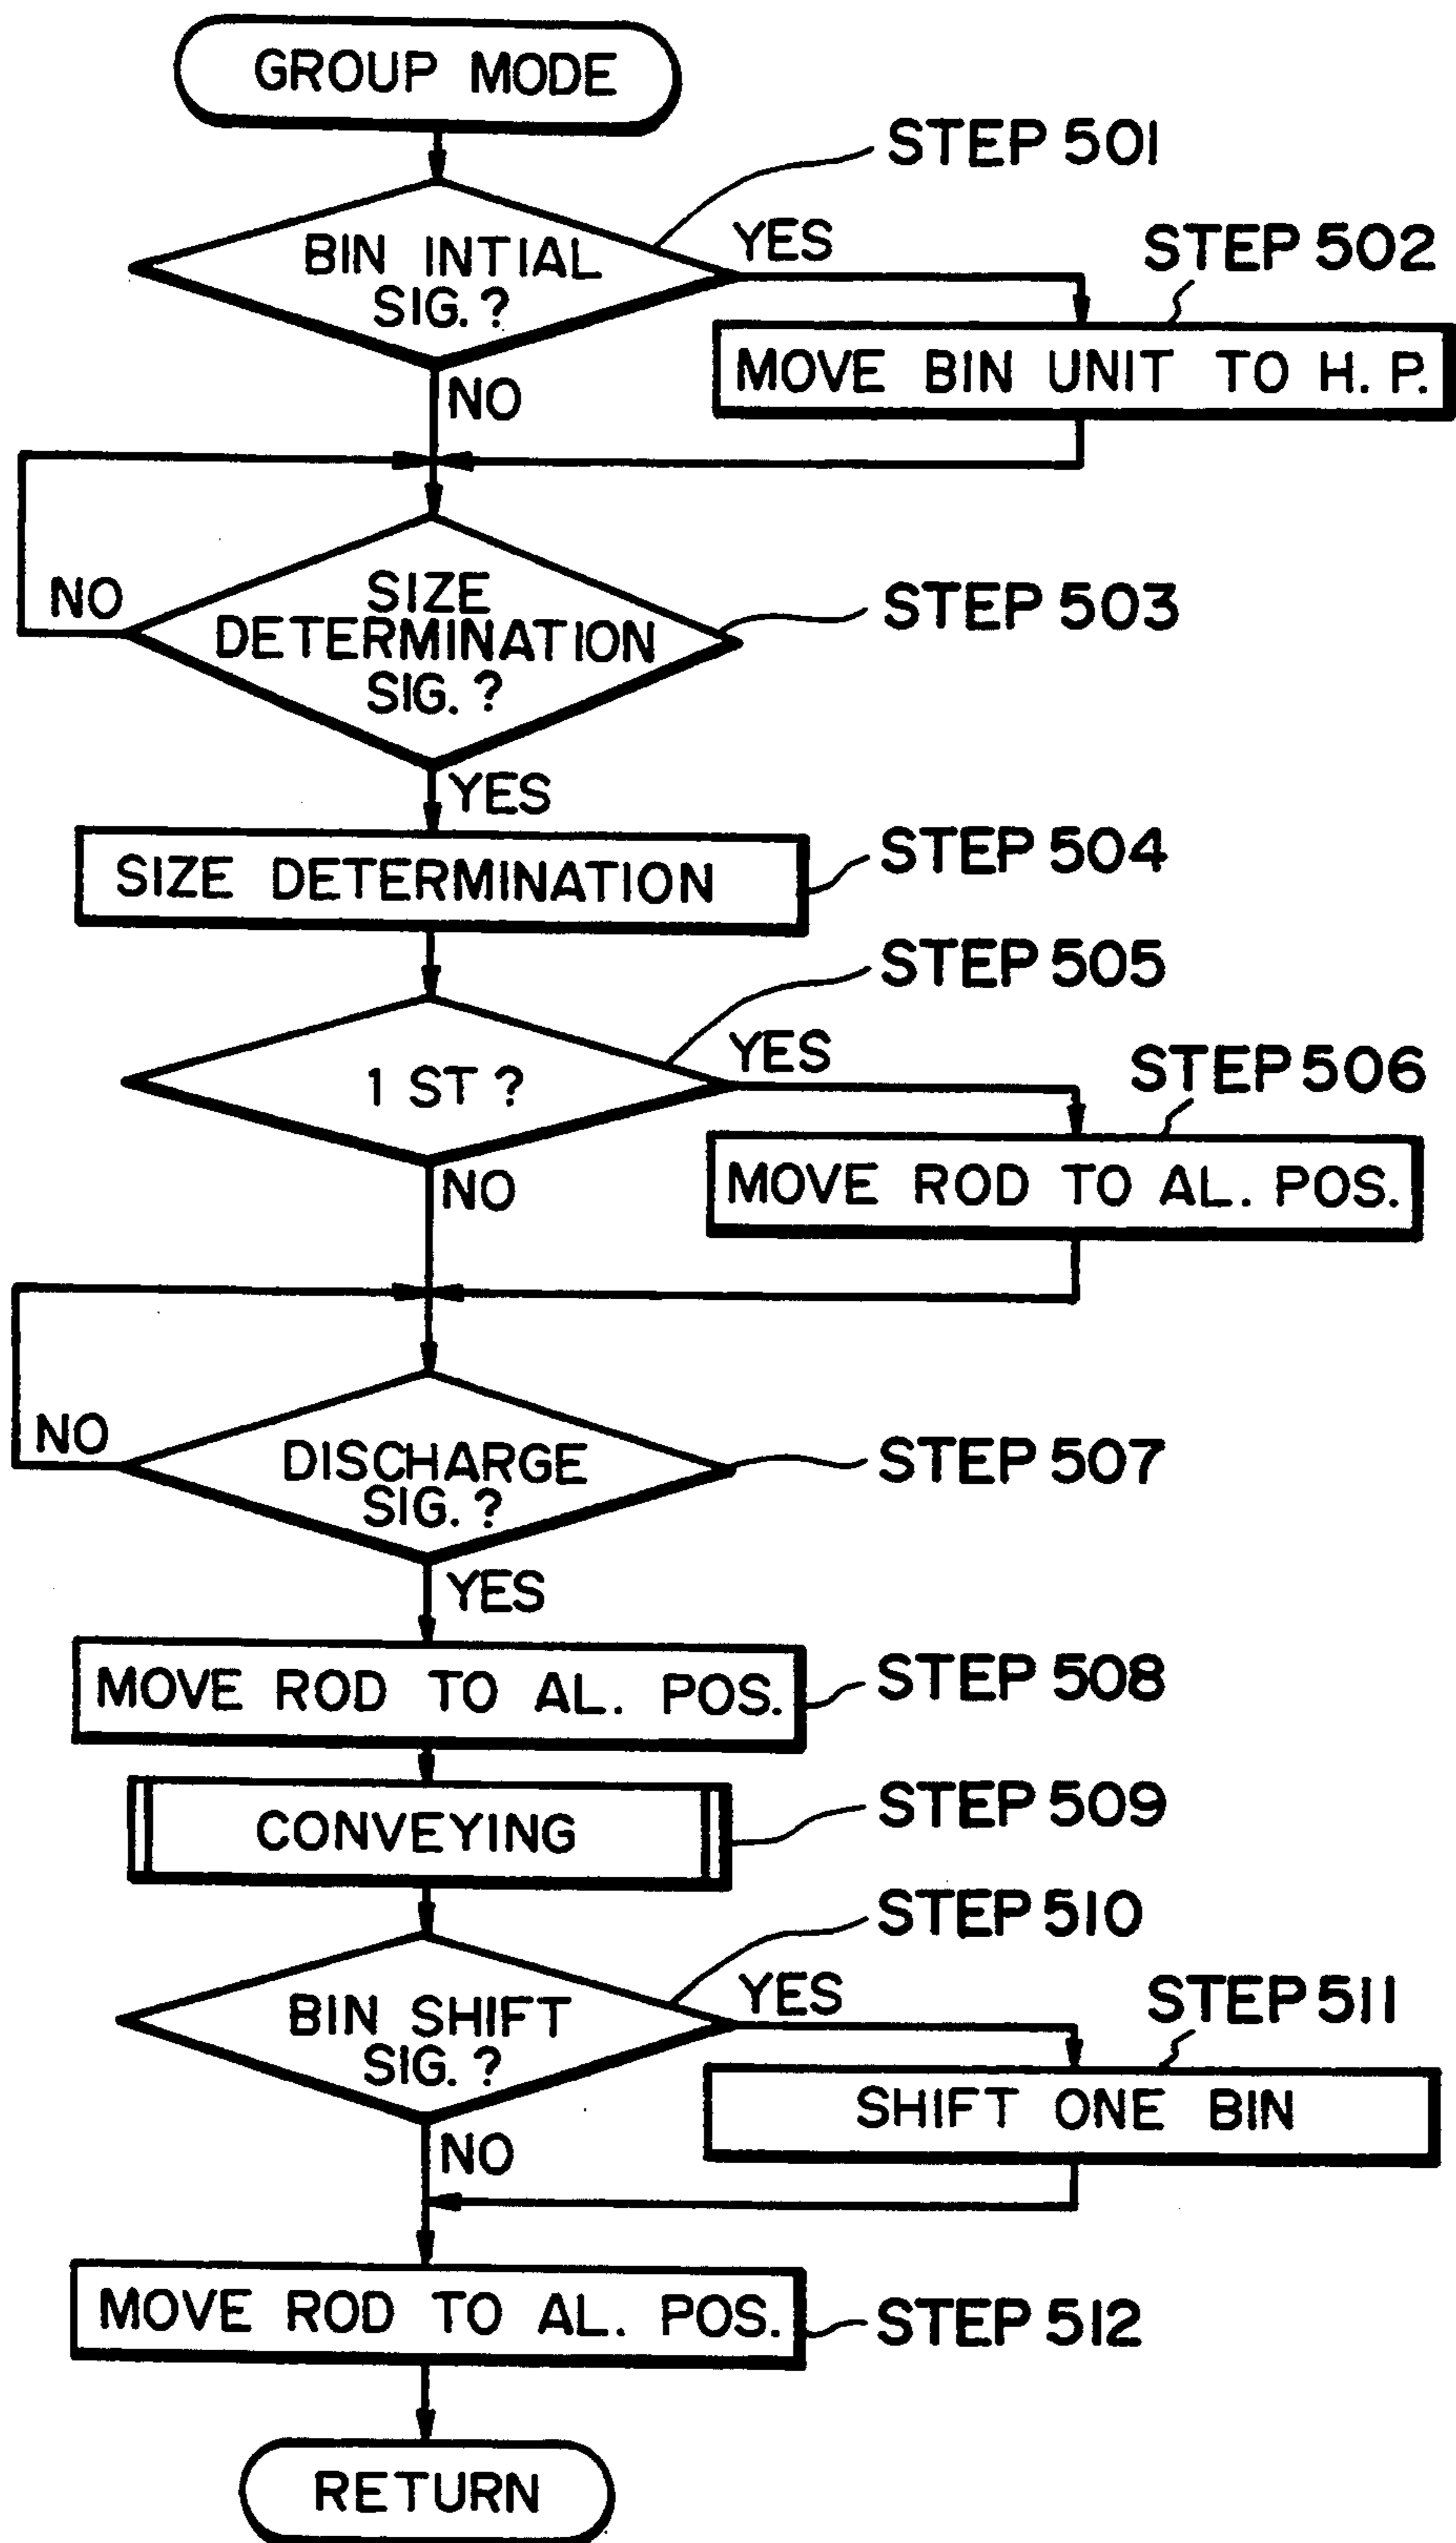 GROUP MODE
STEP 501
BIN INTIAL
SIG. ?
YES
STEP 502
MOVE BIN UNIT TO H. P.
NO
NO
SIZE
DETERMINATION
SIG. ?
STEP 503
YES
SIZE DETERMINATION
STEP 504
STEP 505
1 ST ?
YES
STEP 506
MOVE ROD TO AL. POS.
NO
NO
DISCHARGE
SIG. ?
STEP 507
YES
MOVE ROD TO AL. POS.
STEP 508
CONVEYING
STEP 509
STEP 510
BIN SHIFT
SIG. ?
YES
STEP 511
SHIFT ONE BIN
NO
MOVE ROD TO AL. POS.
STEP 512
RETURN